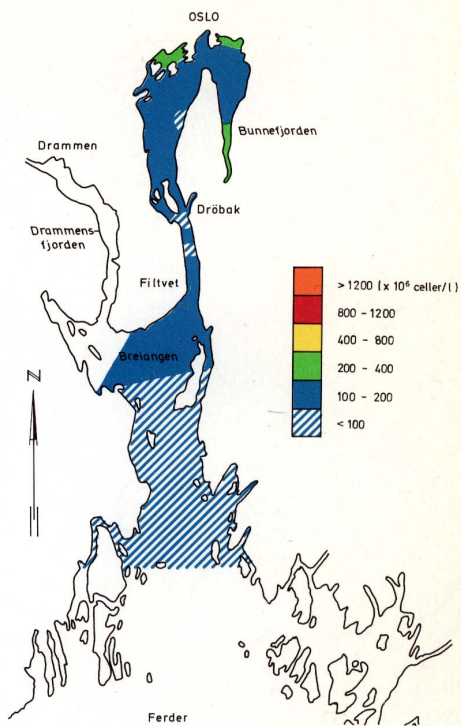 OSLO
Bunnefjorden
Drammen
Dröbak
Drammens-
fjorden
Filtvet
> 1200 (x 10⁶ celler/l)
800 - 1200
400 - 800
Breiangen
200 - 400
100 - 200
N
< 100
Ferder